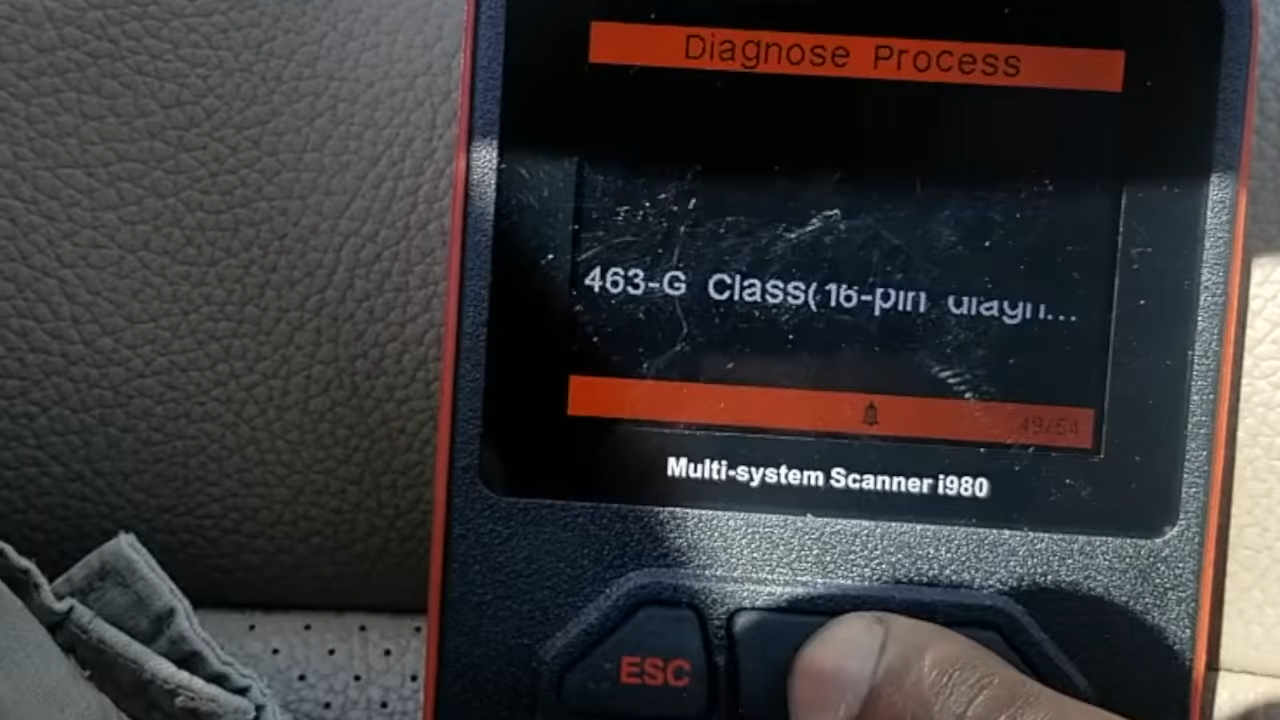 Diagnose Process
463-G Class(16-pin diagn...
49/54
Multi-system Scanner i980
ESC